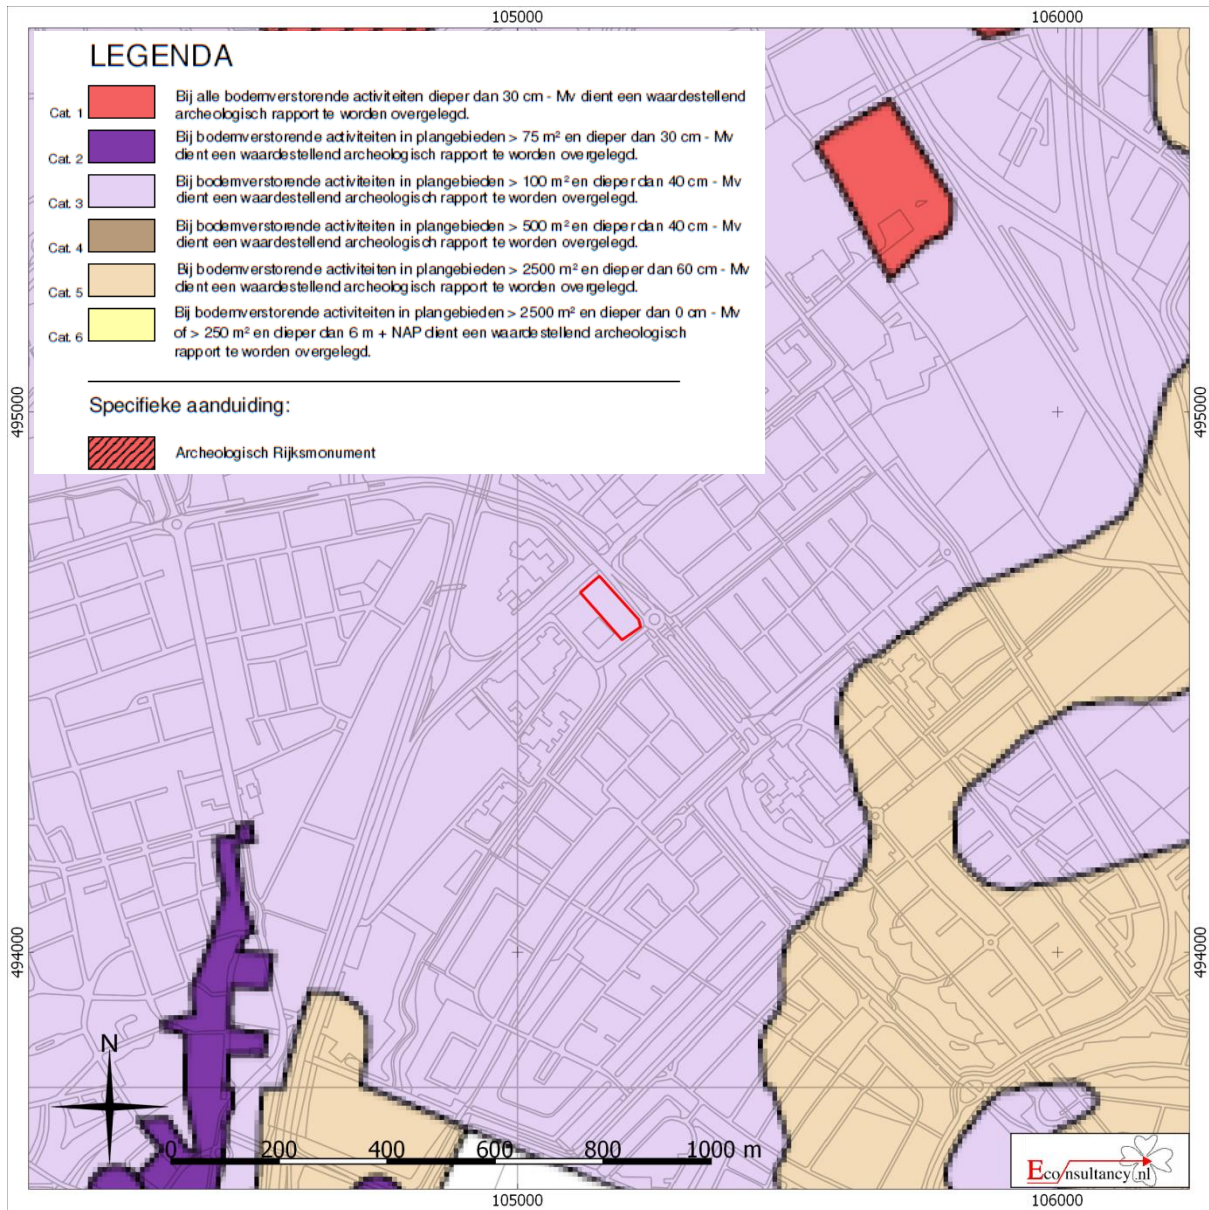 105000
106000
LEGENDA
Cat. 1
Bij alle bodemverstorende activiteiten dieper dan 30 cm - Mv dient een waardestellend
archeologisch rapport te worden overgelegd.
Cat. 2
Bij bodemverstorende activiteiten in plangebieden > 75 m² en dieper dan 30 cm - Mv
dient een waardestellend archeologisch rapport te worden overgelegd.
Cat. 3
Bij bodemverstorende activiteiten in plangebieden > 100 m² en dieper dan 40 cm - Mv
dient een waardestellend archeologisch rapport te worden overgelegd.
Cat. 4
Bij bodemverstorende activiteiten in plangebieden > 500 m² en dieper dan 40 cm - Mv
dient een waardestellend archeologisch rapport te worden overgelegd.
Cat. 5
Bij bodemverstorende activiteiten in plangebieden > 2500 m² en dieper dan 60 cm - Mv
dient een waardestellend archeologisch rapport te worden overgelegd.
Cat. 6
Bij bodemverstorende activiteiten in plangebieden > 2500 m² en dieper dan 0 cm - Mv
of > 250 m² en dieper dan 6 m + NAP dient een waardestellend archeologisch
rapport te worden overgelegd.
Specifieke aanduiding:
Archeologisch Rijksmonument
495000
495000
494000
494000
N
0 200 400 600 800 1000 m
Econsultancy.nl
105000
106000